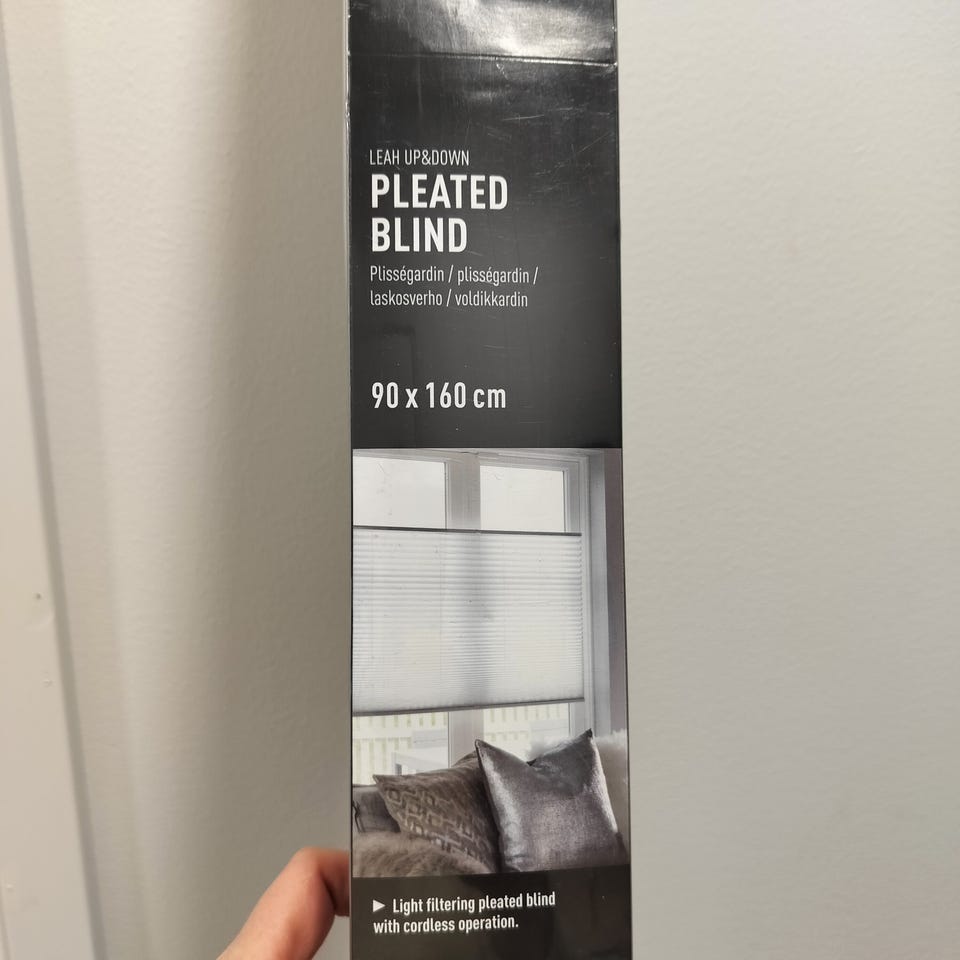 LEAH UP&DOWN
PLEATED
BLIND
Plisségardin / plisségardin /
laskosverho / voldikkardin
90 x 160 cm
► Light filtering pleated blind
with cordless operation.